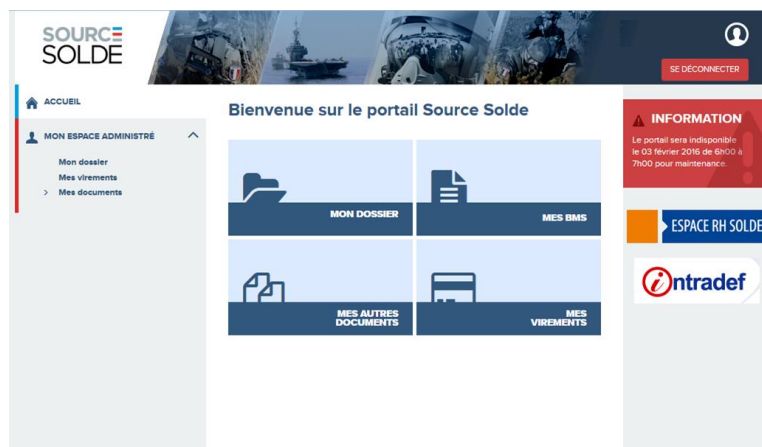 SOURCE
SOLDE
SE DÉCONNECTER
ACCUEIL
MON ESPACE ADMINISTRÉ
Mon dossier
Mes virements
Mes documents
Bienvenue sur le portail Source Solde
MON DOSSIER
MES BMS
MES AUTRES
DOCUMENTS
MES
VIREMENTS
INFORMATION
Le portail sera indisponible
le 03 février 2016 de 6h00 à
7h00 pour maintenance.
ESPACE RH SOLDE
intradef